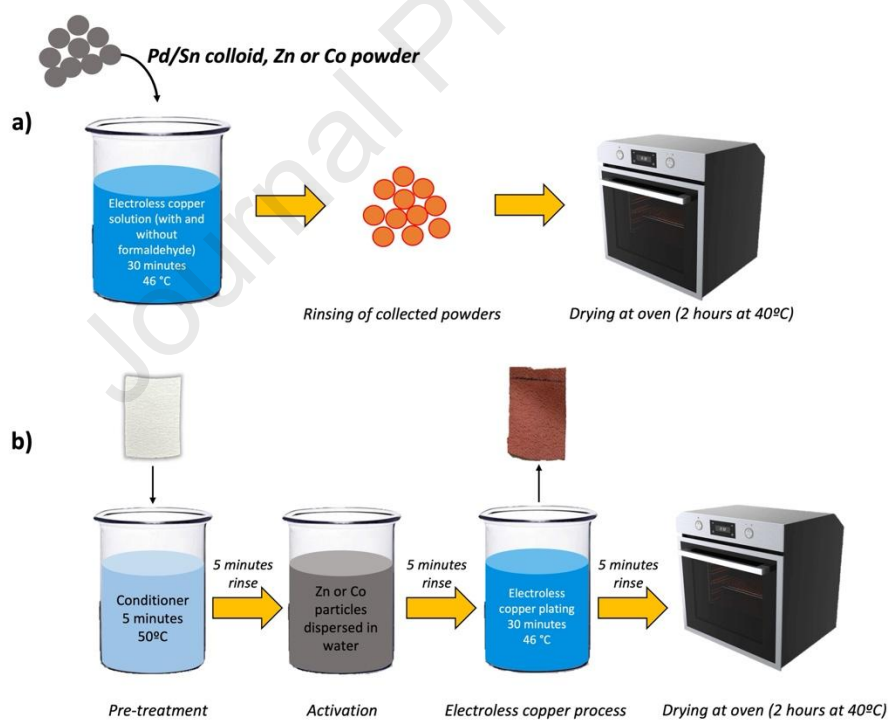 Journal Pr
Pd/Sn colloid, Zn or Co powder
a)
Electroless copper
solution (with and
without
formaldehyde)
30 minutes
46 °C
Rinsing of collected powders
Drying at oven (2 hours at 40ºC)
b)
Conditioner
5 minutes
50ºC
5 minutes
rinse
Zn or Co
particles
dispersed in
water
5 minutes
rinse
Electroless
copper plating
30 minutes
46 °C
5 minutes
rinse
Pre-treatment
Activation
Electroless copper process
Drying at oven (2 hours at 40ºC)